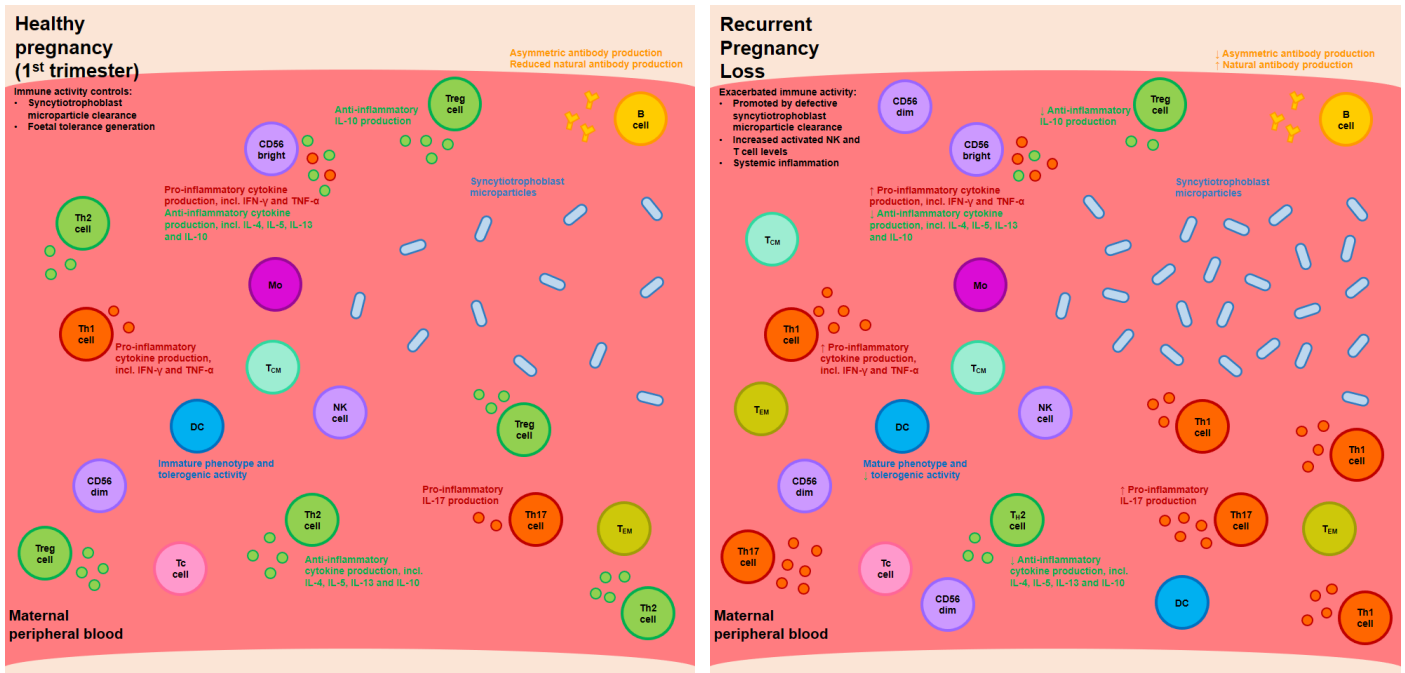 Healthy
pregnancy
(1st trimester)
Immune activity controls:
• Syncytiotrophoblast
microparticle clearance
• Foetal tolerance generation
Asymmetric antibody production
Reduced natural antibody production
Anti-inflammatory
IL-10 production
Treg
cell
B
cell
CD56
bright
Pro-inflammatory cytokine
production, incl. IFN-γ and TNF-α
Anti-inflammatory cytokine
production, incl. IL-4, IL-5, IL-13
and IL-10
Syncytiotrophoblast
microparticles
Th2
cell
Mo
Th1
cell
Pro-inflammatory
cytokine production,
incl. IFN-γ and TNF-α
TCM
NK
cell
DC
Immature phenotype and
tolerogenic activity
Treg
cell
CD56
dim
Pro-inflammatory
IL-17 production
Th2
cell
Th17
cell
TEM
Treg
cell
Tc
cell
Anti-inflammatory
cytokine production, incl.
IL-4, IL-5, IL-13 and IL-10
Th2
cell
Maternal
peripheral blood
Recurrent
Pregnancy
Loss
Exacerbated immune activity:
• Promoted by defective
syncytiotrophoblast
microparticle clearance
• Increased activated NK and
T cell levels
• Systemic inflammation
↓ Asymmetric antibody production
↑ Natural antibody production
CD56
dim
↓ Anti-inflammatory
IL-10 production
Treg
cell
B
cell
CD56
bright
↑ Pro-inflammatory cytokine
production, incl. IFN-γ and TNF-α
↓ Anti-inflammatory cytokine
production, incl. IL-4, IL-5, IL-13
and IL-10
Syncytiotrophoblast
microparticles
TCM
Mo
Th1
cell
↑ Pro-inflammatory
cytokine production,
incl. IFN-γ and TNF-α
TCM
TEM
DC
NK
cell
Mature phenotype and
↓ tolerogenic activity
Th1
cell
Th1
cell
CD56
dim
↑ Pro-inflammatory
IL-17 production
TH2
cell
Th17
cell
TEM
Th17
cell
Tc
cell
↓ Anti-inflammatory
cytokine production, incl.
IL-4, IL-5, IL-13 and IL-10
CD56
dim
DC
Th1
cell
Maternal
peripheral blood